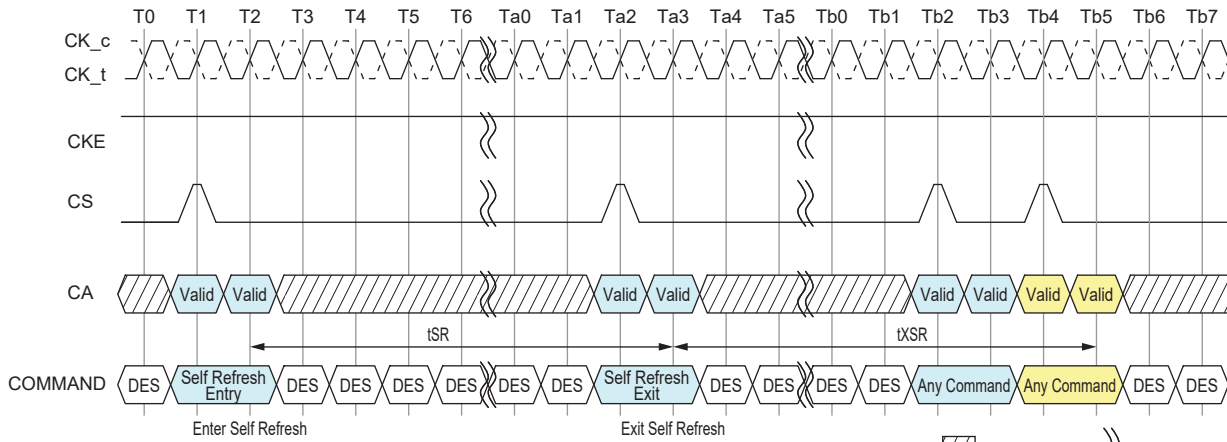 T0 T1 T2 T3 T4 T5 T6 Ta0 Ta1 Ta2 Ta3 Ta4 Ta5 Tb0 Tb1 Tb2 Tb3 Tb4 Tb5 Tb6 Tb7
CK_c
CK_t
CKE
CS
CA Valid Valid Valid Valid Valid Valid Valid Valid
tSR tXSR
COMMAND DES Self Refresh Entry DES DES DES DES DES DES Self Refresh Exit DES DES DES DES Any Command Any Command DES DES
Enter Self Refresh Exit Self Refresh